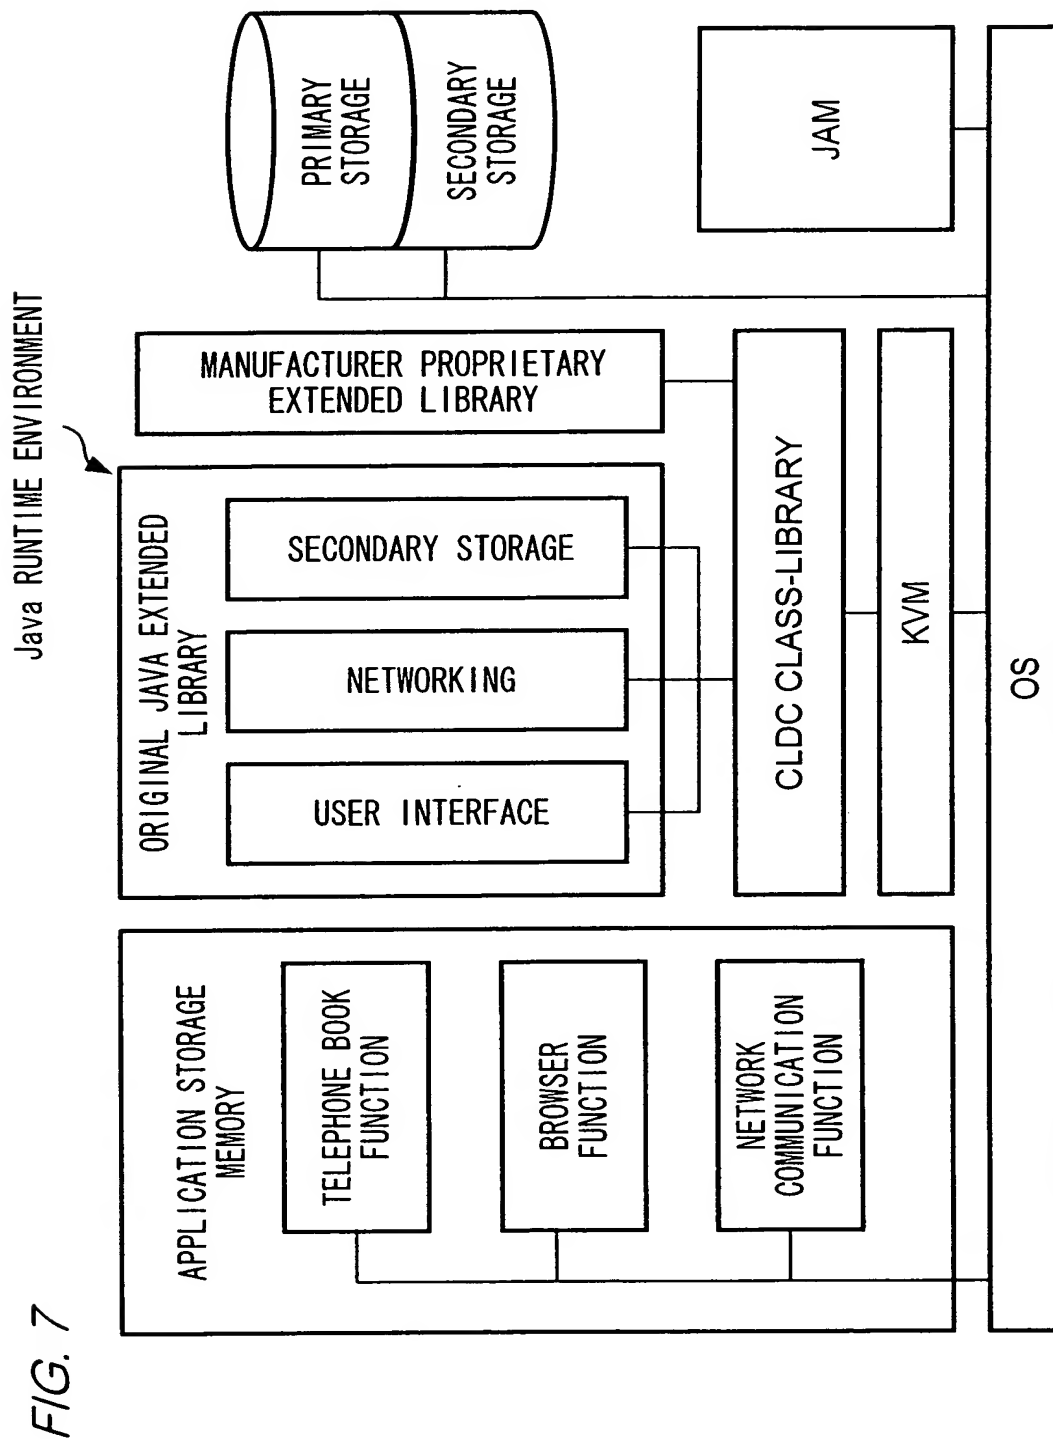 FIG. 7
Java RUNTIME ENVIRONMENT
APPLICATION STORAGE
MEMORY
TELEPHONE BOOK
FUNCTION
BROWSER
FUNCTION
NETWORK
COMMUNICATION
FUNCTION
ORIGINAL JAVA EXTENDED
LIBRARY
USER INTERFACE
NETWORKING
SECONDARY STORAGE
MANUFACTURER PROPRIETARY
EXTENDED LIBRARY
CLDC CLASS-LIBRARY
KVM
PRIMARY
STORAGE
SECONDARY
STORAGE
JAM
OS